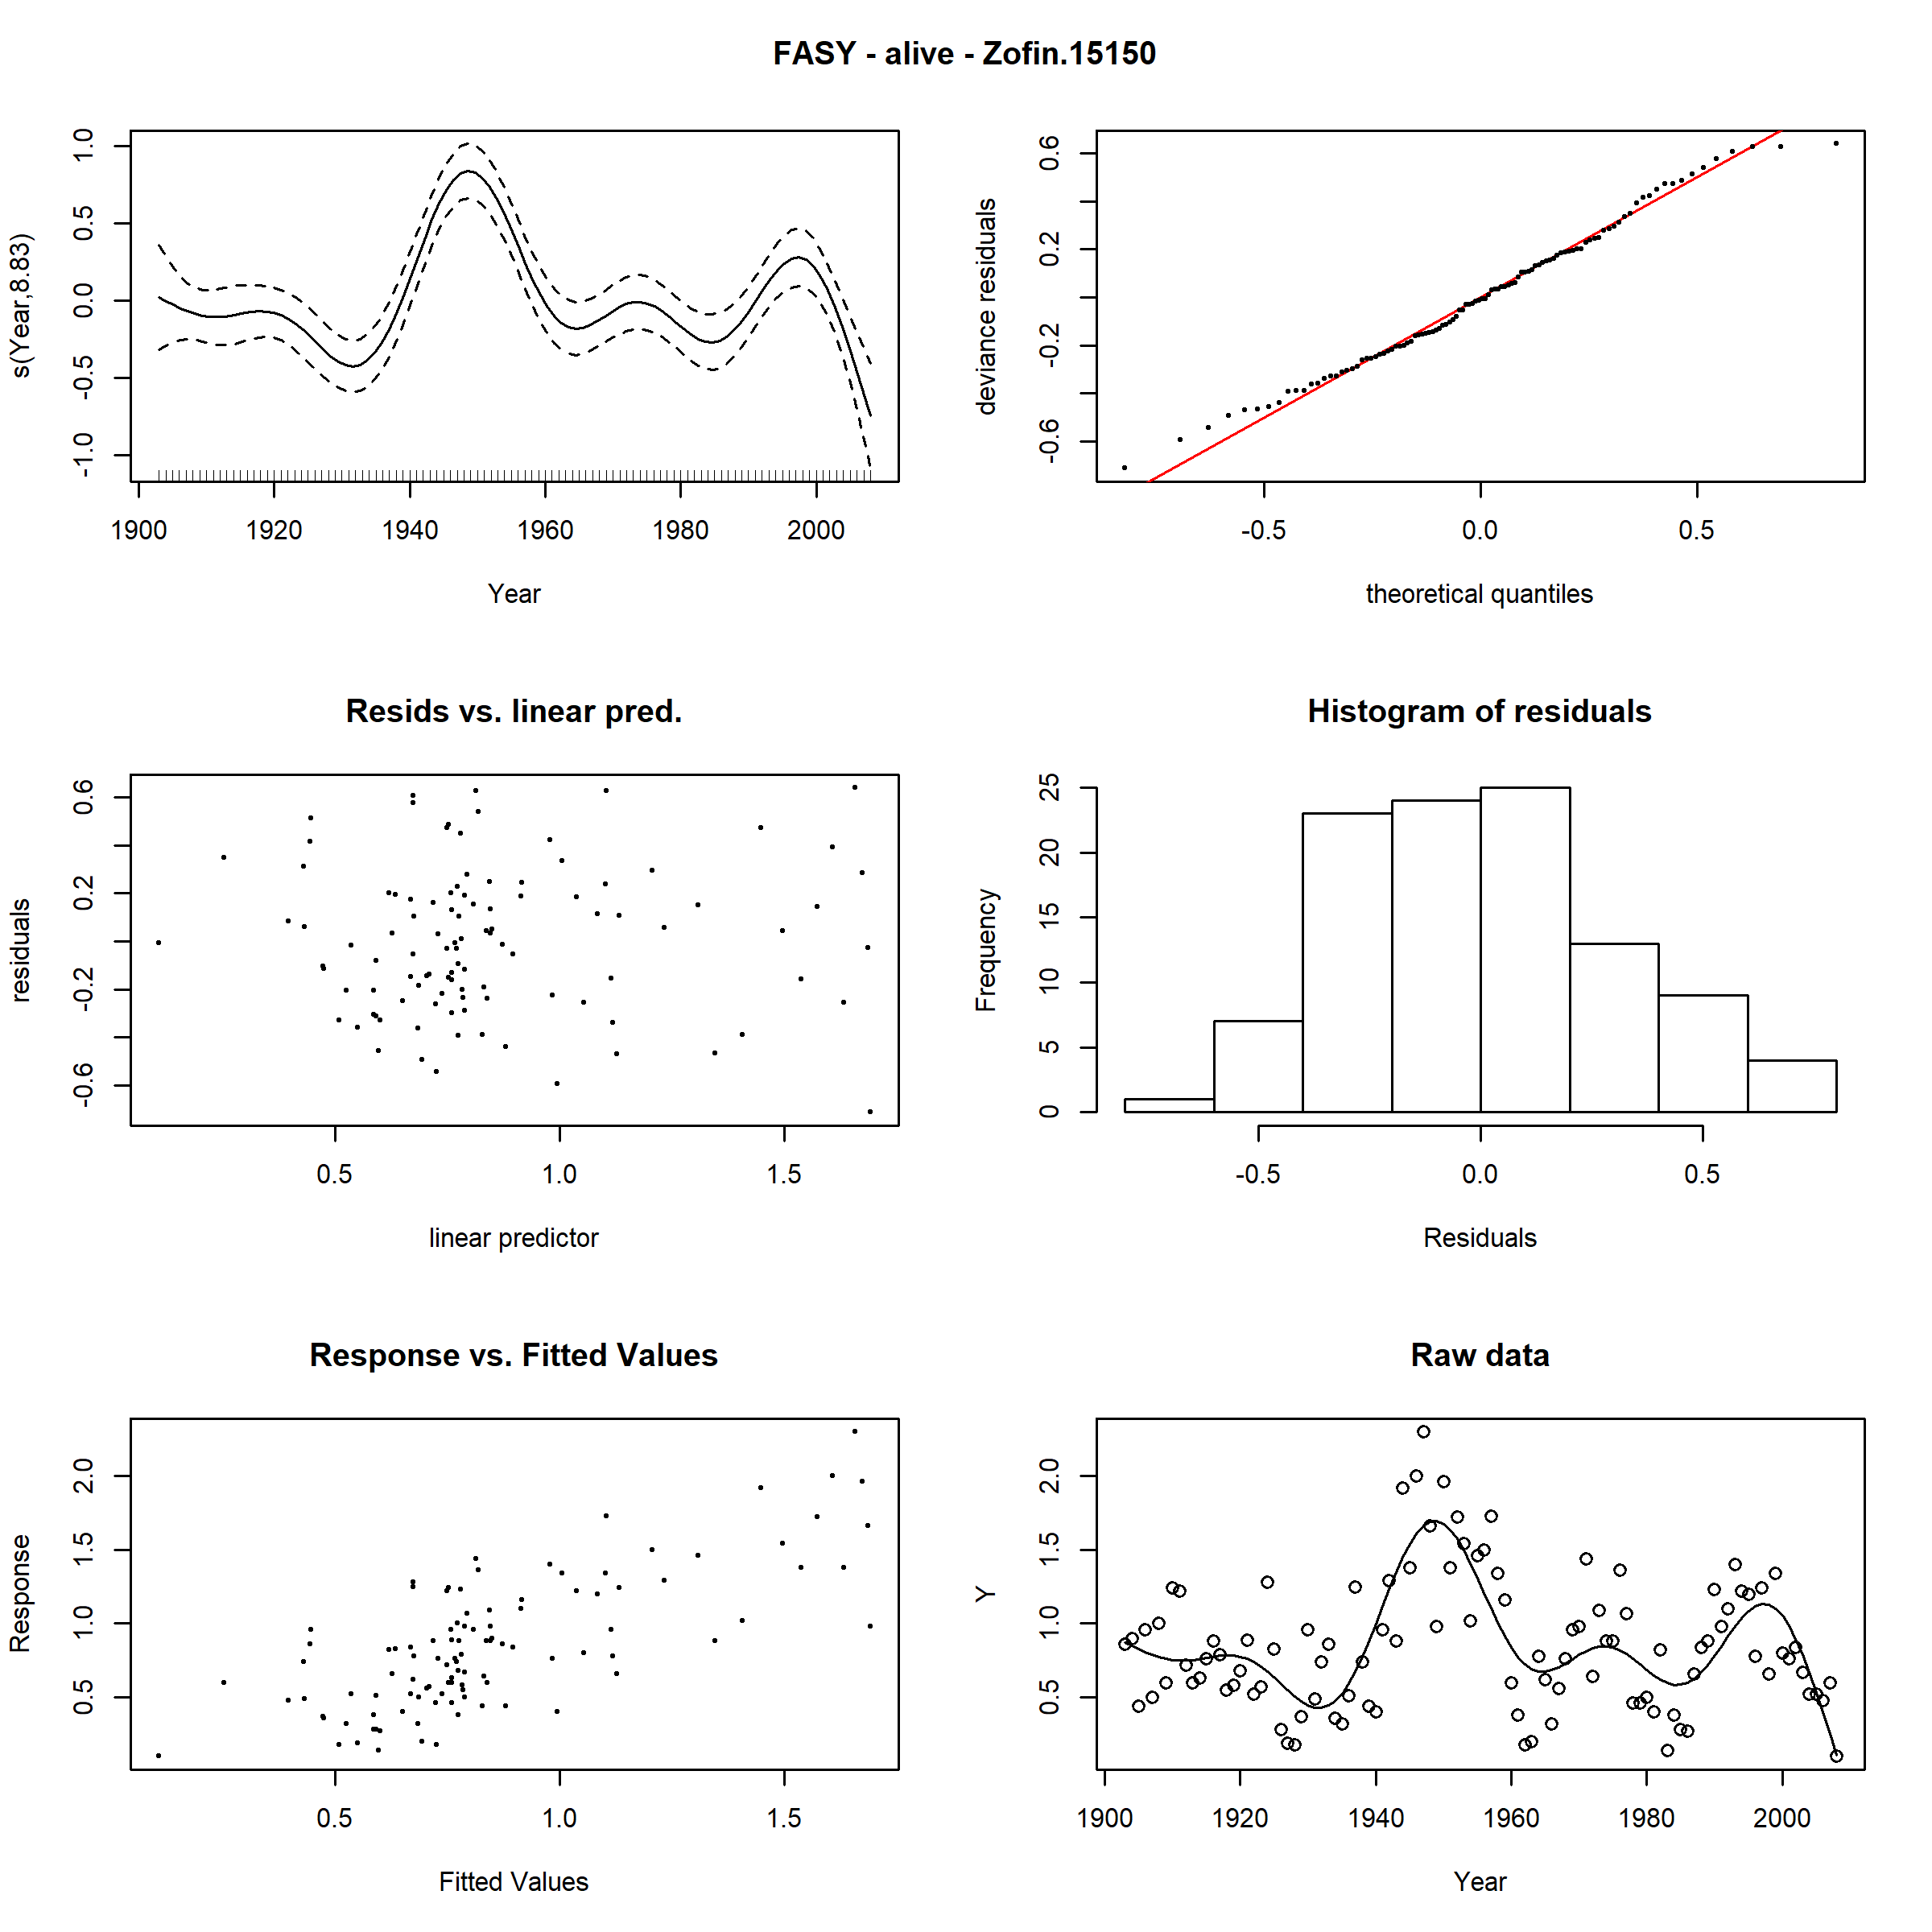 FASY - alive - Zofin.15150
s(Year,8.83)
1.0
0.5
0.0
-0.5
-1.0
1900 1920 1940 1960 1980 2000
Year
deviance residuals
0.6
0.2
-0.2
-0.6
-0.5 0.0 0.5
theoretical quantiles
Resids vs. linear pred.
residuals
0.6
0.2
-0.2
-0.6
0.5 1.0 1.5
linear predictor
Histogram of residuals
Frequency
25
20
15
10
5
0
-0.5 0.0 0.5
Residuals
Response vs. Fitted Values
Response
2.0
1.5
1.0
0.5
0.5 1.0 1.5
Fitted Values
Raw data
Y
2.0
1.5
1.0
0.5
1900 1920 1940 1960 1980 2000
Year